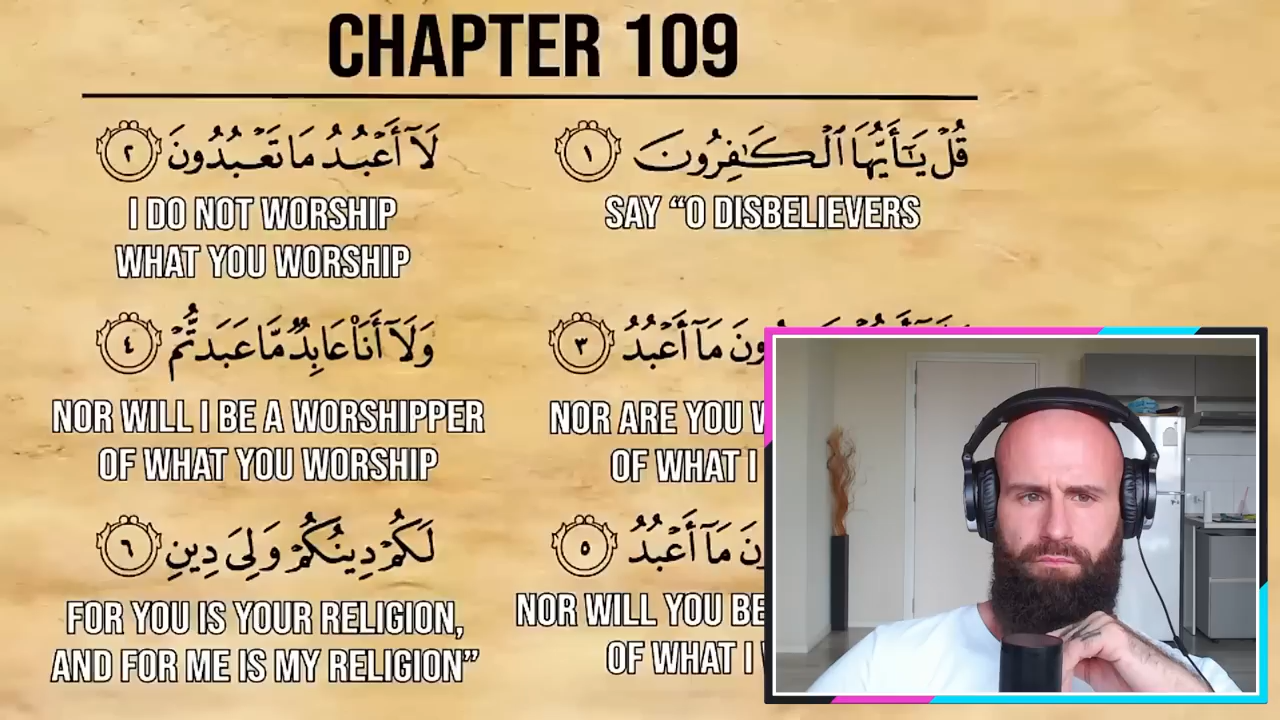 CHAPTER 109
قُلْ يَٰٓأَيُّهَا ٱلْكَٰفِرُونَ ١
SAY “O DISBELIEVERS
لَآ أَعْبُدُ مَا تَعْبُدُونَ ٢
I DO NOT WORSHIP
WHAT YOU WORSHIP
مَآ أَعْبُدُ ٣
NOR ARE YOU
OF WHAT I
وَلَآ أَنَا۠ عَابِدٌ مَّا عَبَدتُّمْ ٤
NOR WILL I BE A WORSHIPPER
OF WHAT YOU WORSHIP
مَآ أَعْبُدُ ٥
NOR WILL YOU BE
OF WHAT I
لَكُمْ دِينُكُمْ وَلِىَ دِينِ ٦
FOR YOU IS YOUR RELIGION,
AND FOR ME IS MY RELIGION”